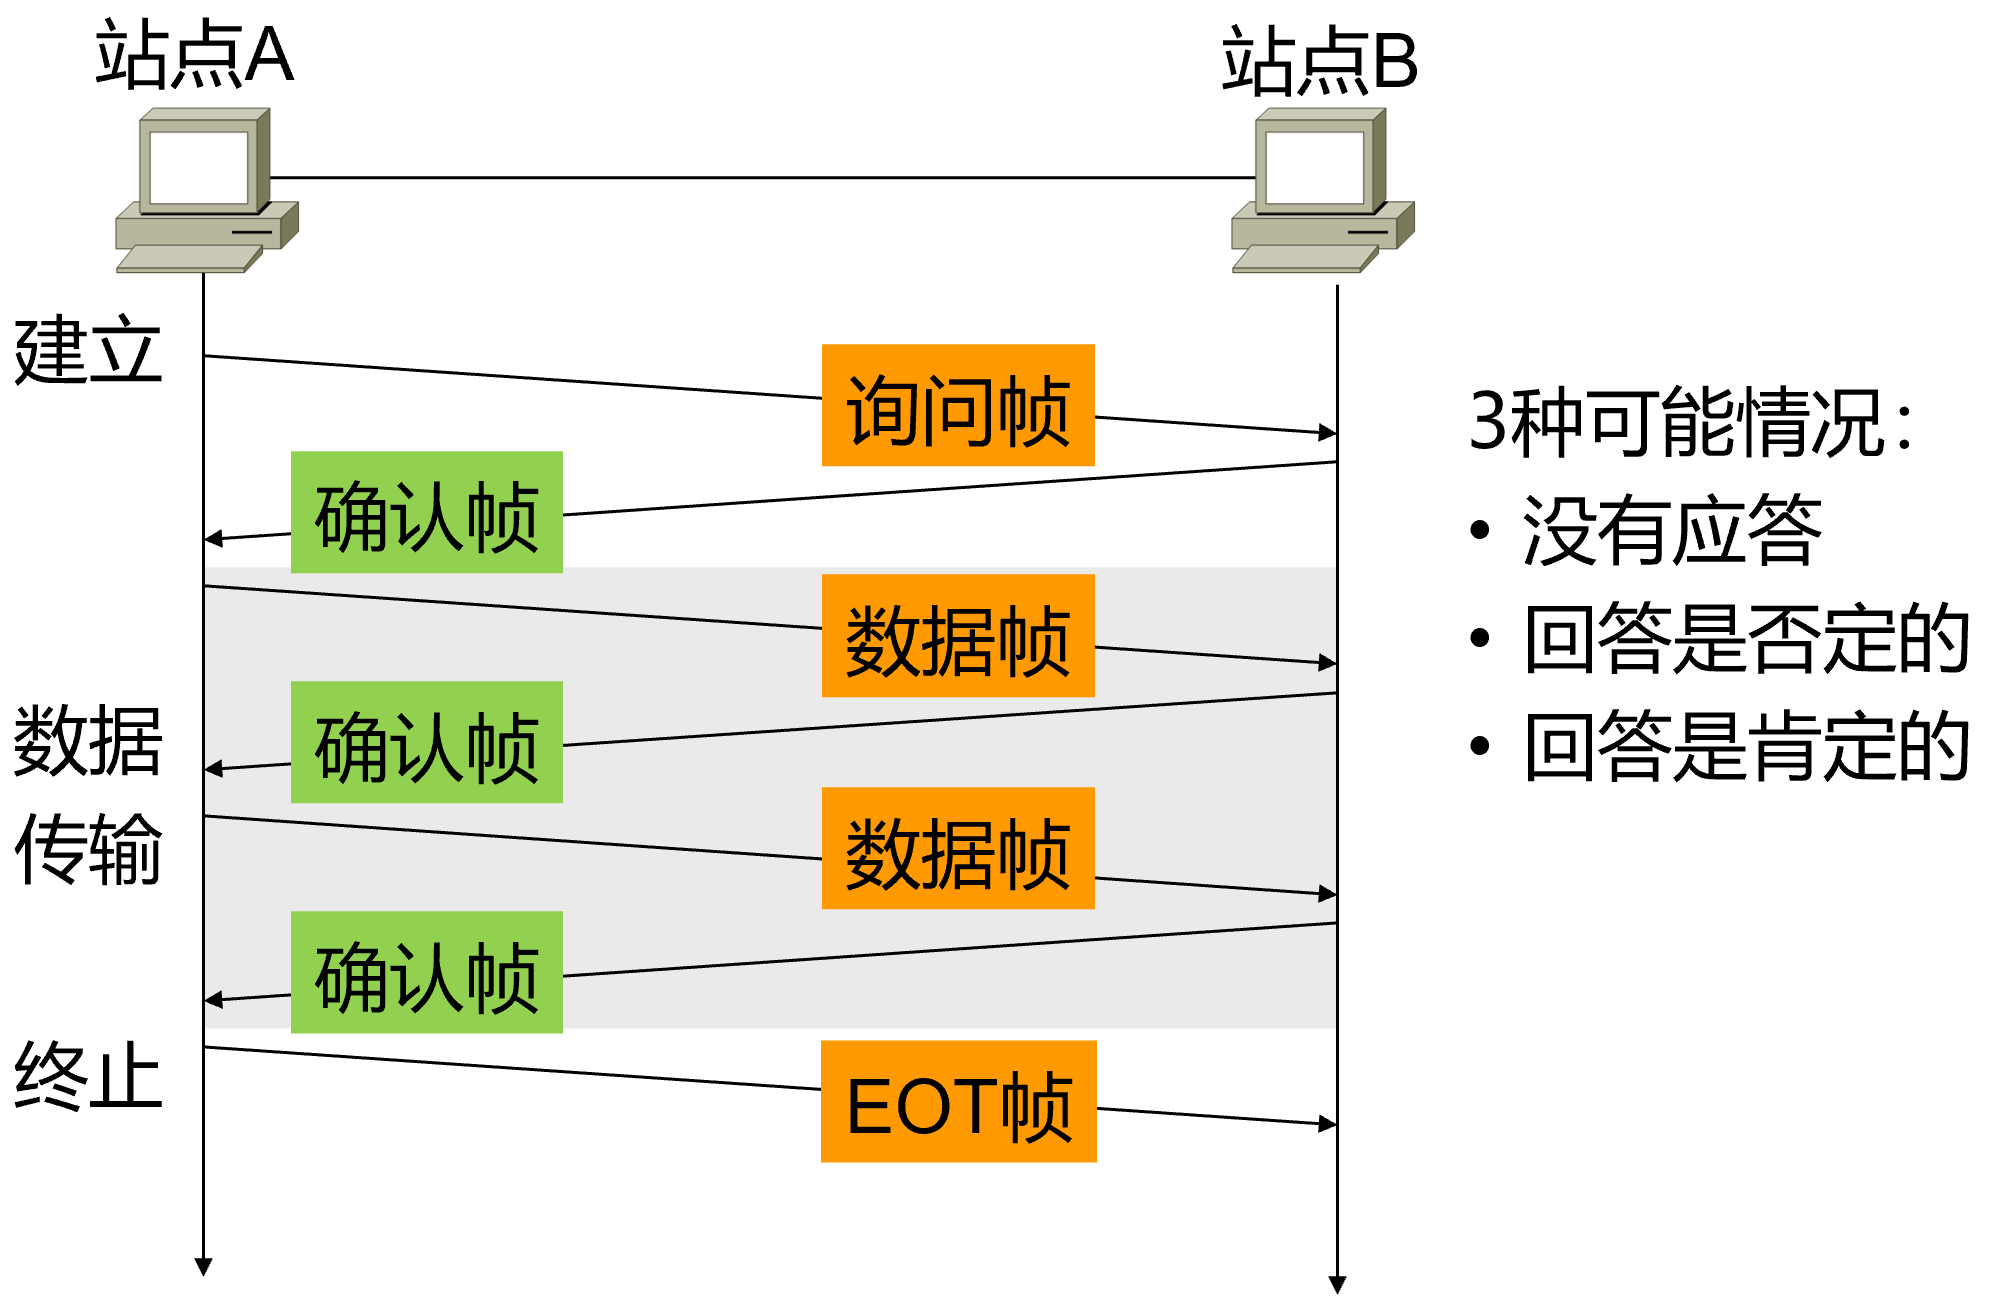 站点A
站点B
建立
询问帧
确认帧
数据帧
确认帧
数据
传输
数据帧
确认帧
终止
EOT帧
3种可能情况：
• 没有应答
• 回答是否定的
• 回答是肯定的